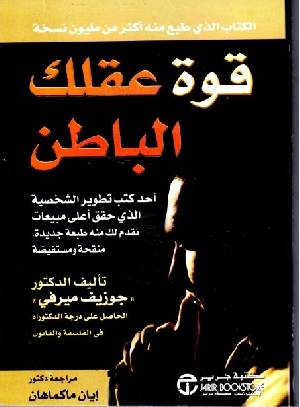 الكتاب الذي طبع منه أكثر من مليون نسخة
قوة عقلك
الباطن
أحد كتب تطوير الشخصية
الذي حقق أعلى مبيعات
نقدم لك منه طبعة جديدة،
منقحة ومستفيضة
تأليف الدكتور
«جوزيف ميرفي»
الحاصل على درجة الدكتوراه
في الفلسفة والقانون
مراجعة دكتور
إيان ماكماهان
مكتبة جرير
JARIR BOOKSTORE